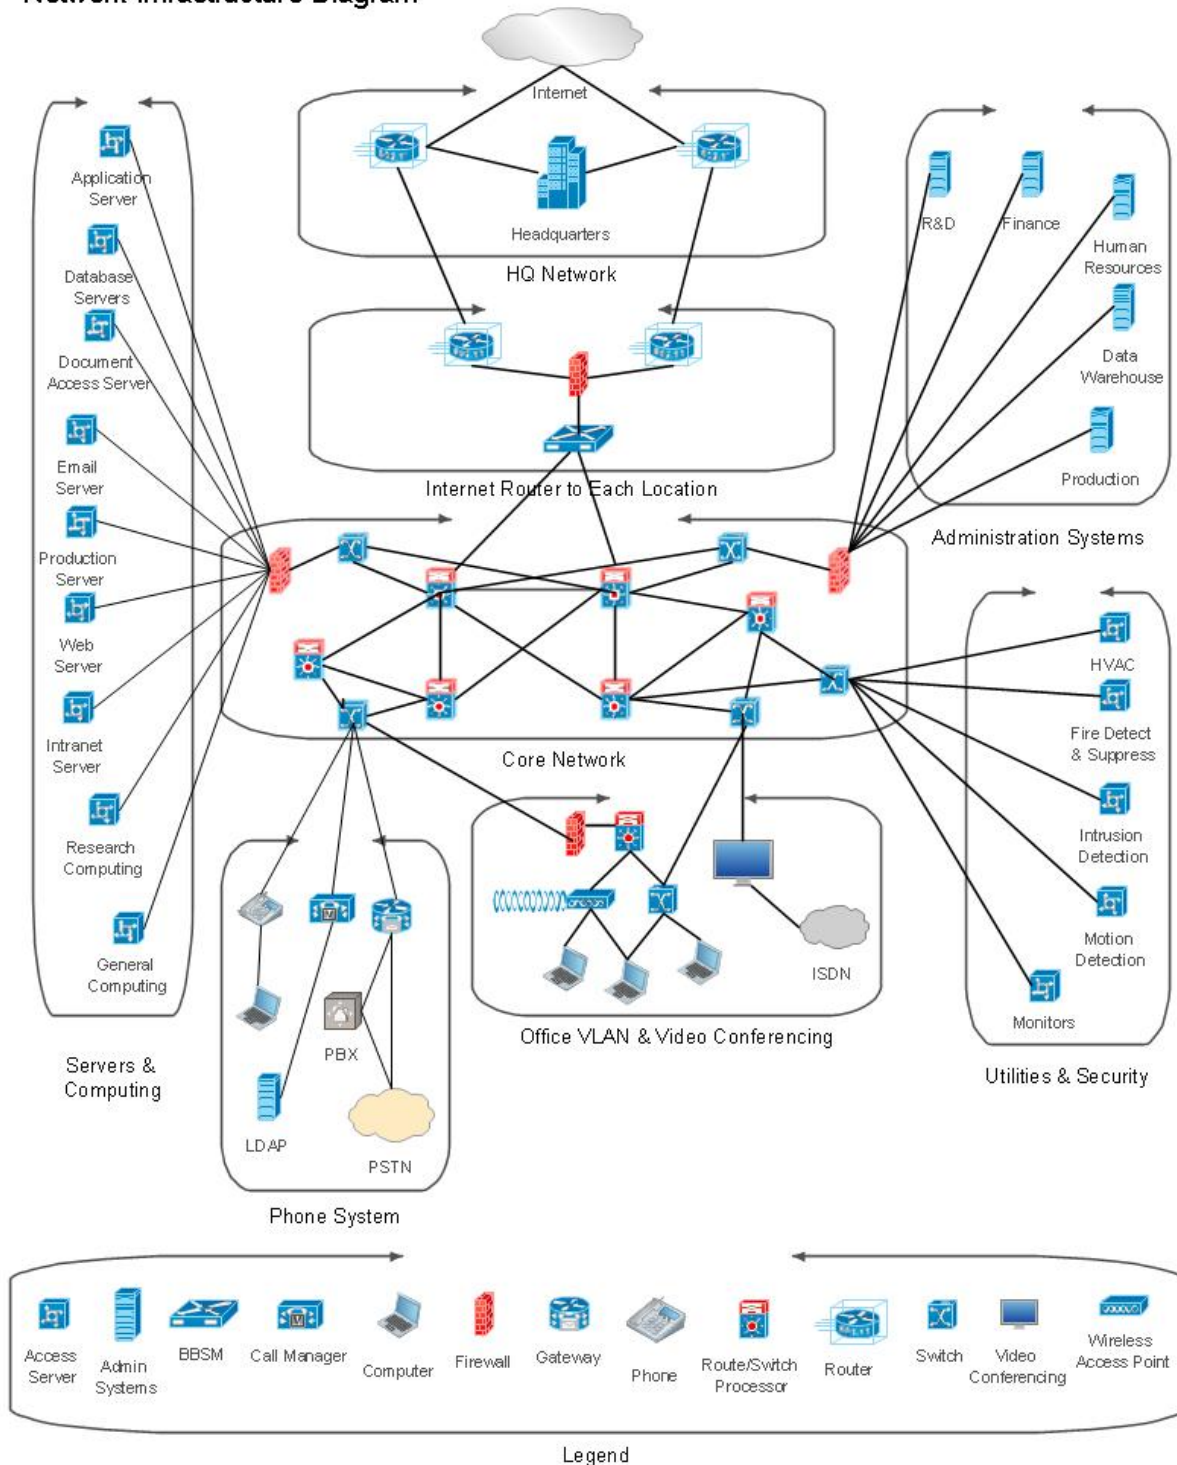 Network Infrastructure Diagram
Internet
Headquarters
HQ Network
Application
Server
Database
Servers
Document
Access Server
Email
Server
Production
Server
Web
Server
Intranet
Server
Research
Computing
General
Computing
Servers &
Computing
Internet Router to Each Location
R&D
Finance
Human
Resources
Data
Warehouse
Production
Administration Systems
Core Network
HVAC
Fire Detect
& Suppress
Intrusion
Detection
Motion
Detection
Monitors
Utilities & Security
ISDN
Office VLAN & Video Conferencing
PBX
LDAP
PSTN
Phone System
Access
Server
Admin
Systems
BBSM
Call Manager
V
Computer
Firewall
Gateway
Phone
Route/Switch
Processor
Router
Switch
Video
Conferencing
Wireless
Access Point
Legend